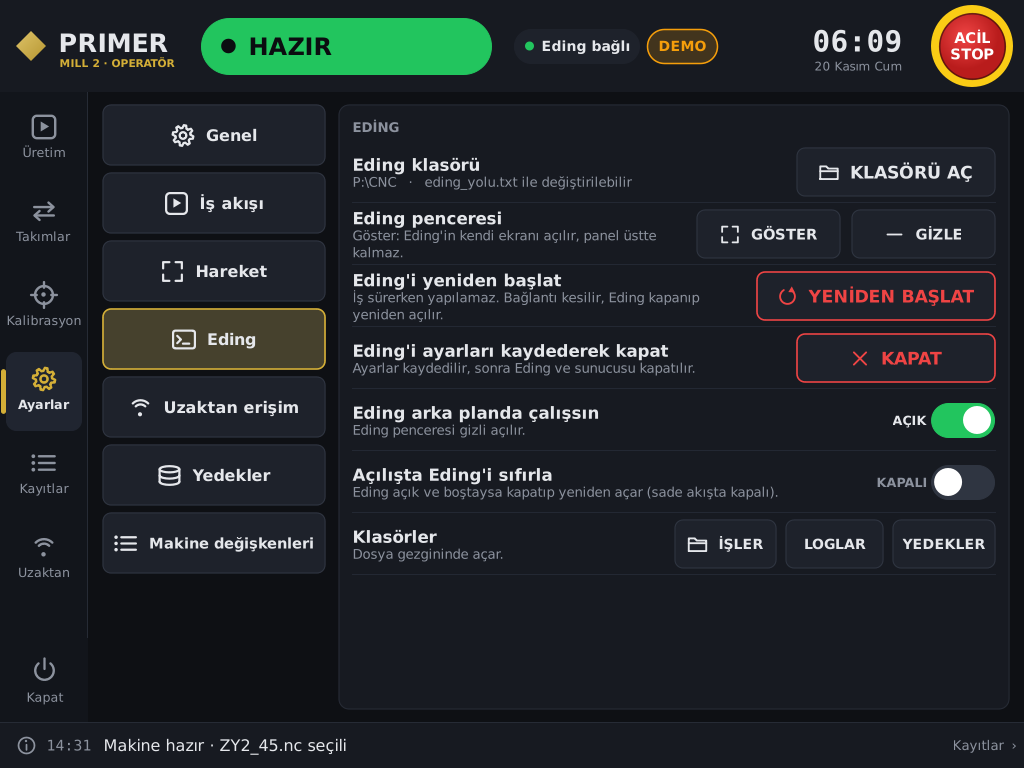 PRIMER
MILL 2 · OPERATÖR
HAZIR
Eding bağlı
DEMO
06:09
20 Kasım Cum
ACİL
STOP
Üretim
Takımlar
Kalibrasyon
Ayarlar
Kayıtlar
Uzaktan
Kapat
Genel
İş akışı
Hareket
Eding
Uzaktan erişim
Yedekler
Makine değişkenleri
EDİNG
Eding klasörü
P:\CNC · eding_yolu.txt ile değiştirilebilir
KLASÖRÜ AÇ
Eding penceresi
Göster: Eding'in kendi ekranı açılır, panel üstte
kalmaz.
GÖSTER
GİZLE
Eding'i yeniden başlat
İş sürerken yapılamaz. Bağlantı kesilir, Eding kapanıp
yeniden açılır.
YENİDEN BAŞLAT
Eding'i ayarları kaydederek kapat
Ayarlar kaydedilir, sonra Eding ve sunucusu kapatılır.
KAPAT
Eding arka planda çalışsın
Eding penceresi gizli açılır.
AÇIK
Açılışta Eding'i sıfırla
Eding açık ve boştaysa kapatıp yeniden açar (sade akışta kapalı).
KAPALI
Klasörler
Dosya gezgininde açar.
İŞLER
LOGLAR
YEDEKLER
14:31 Makine hazır · ZY2_45.nc seçili
Kayıtlar ›